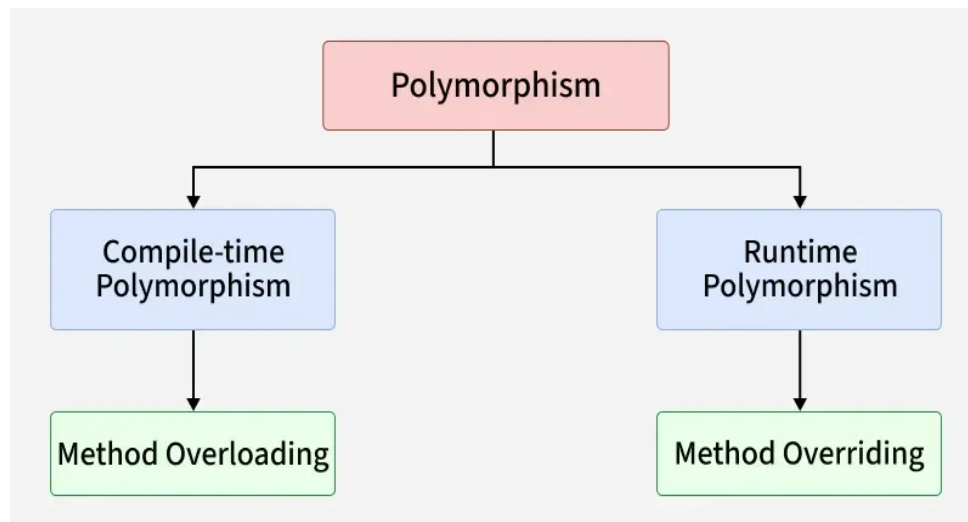 Polymorphism
Compile-time
Polymorphism
Runtime
Polymorphism
Method Overloading
Method Overriding